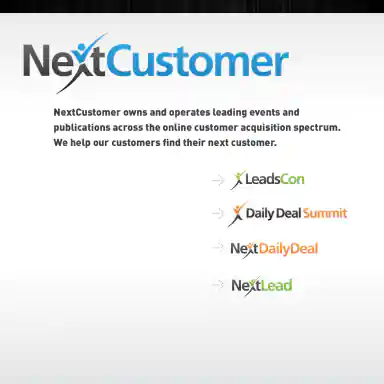 NextCustomer
NextCustomer owns and operates leading events and
publications across the online customer acquisition spectrum.
We help our customers find their next customer.
LeadsCon
Daily Deal Summit
NextDailyDeal
NextLead